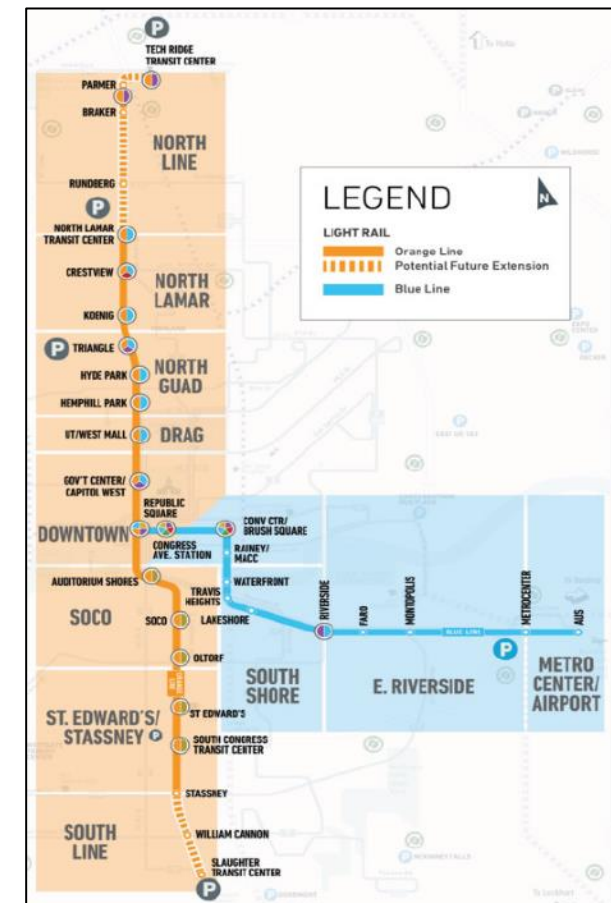 TECH RIDGE
TRANSIT CENTER
PARMER
BRAKER
NORTH
LINE
RUNDBERG
NORTH LAMAR
TRANSIT CENTER
CRESTVIEW
NORTH
LAMAR
KOENIG
TRIANGLE
HYDE PARK
NORTH
GUAD
HEMPHILL PARK
UT/WEST MALL
DRAG
GOV'T CENTER/
CAPITOL WEST
REPUBLIC
SQUARE
DOWNTOWN
CONGRESS
AVE. STATION
CONV CTR/
BRUSH SQUARE
RAINEY/
MACC
AUDITORIUM SHORES
WATERFRONT
TRAVIS
HEIGHTS
SOCO
SOCO
LAKESHORE
RIVERSIDE
FARO
MONTOPOLIS
METROCENTER
AUS
BLUE LINE
OLTORF
SOUTH
SHORE
E. RIVERSIDE
METRO
CENTER/
AIRPORT
ORANGE
LINE
ST. EDWARD'S/
STASSNEY
ST EDWARD'S
SOUTH CONGRESS
TRANSIT CENTER
STASSNEY
SOUTH
LINE
WILLIAM CANNON
SLAUGHTER
TRANSIT CENTER
P
P
P
P
P
P
LEGEND
N
LIGHT RAIL
Orange Line
Potential Future Extension
Blue Line